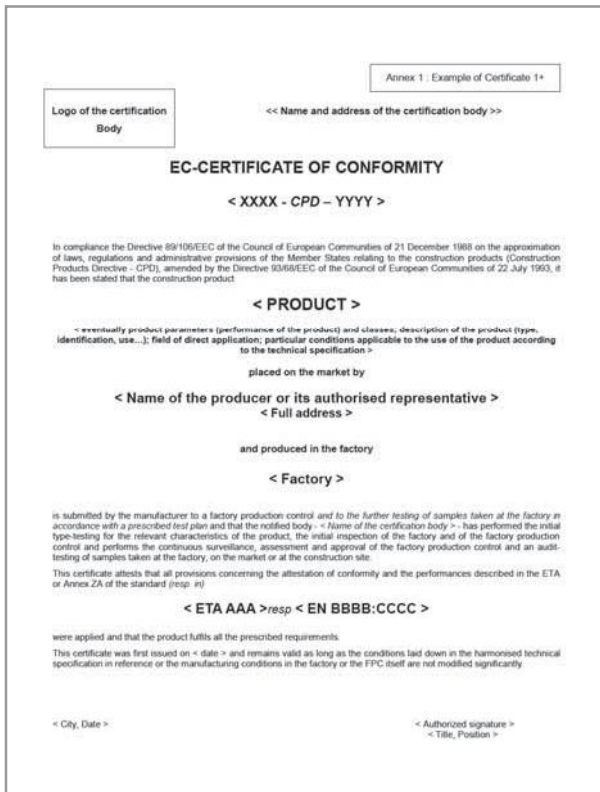 Annex 1 : Example of Certificate 1+
Logo of the certification
Body
<< Name and address of the certification body >>
EC-CERTIFICATE OF CONFORMITY
< XXXX - CPD – YYYY >
In compliance the Directive 89/106/EEC of the Council of European Communities of 21 December 1988 on the approximation
of laws, regulations and administrative provisions of the Member States relating to the construction products (Construction
Products Directive - CPD), amended by the Directive 93/68/EEC of the Council of European Communities of 22 July 1993, it
has been stated that the construction product
< PRODUCT >
< eventually product parameters (performance of the product) and classes; description of the product (type,
identification, use...); field of direct application; particular conditions applicable to the use of the product according
to the technical specification >
placed on the market by
< Name of the producer or its authorised representative >
< Full address >
and produced in the factory
< Factory >
is submitted by the manufacturer to a factory production control and to the further testing of samples taken at the factory in
accordance with a prescribed test plan and that the notified body - < Name of the certification body > - has performed the initial
type-testing for the relevant characteristics of the product, the initial inspection of the factory and of the factory production
control and performs the continuous surveillance, assessment and approval of the factory production control and an audit-
testing of samples taken at the factory, on the market or at the construction site.
This certificate attests that all provisions concerning the attestation of conformity and the performances described in the ETA
or Annex ZA of the standard (resp in)
< ETA AAA >resp < EN BBBB:CCCC >
were applied and that the product fulfils all the prescribed requirements.
This certificate was first issued on < date > and remains valid as long as the conditions laid down in the harmonised technical
specification in reference or the manufacturing conditions in the factory or the FPC itself are not modified significantly.
< City, Date >
< Authorized signature >
< Title, Position >